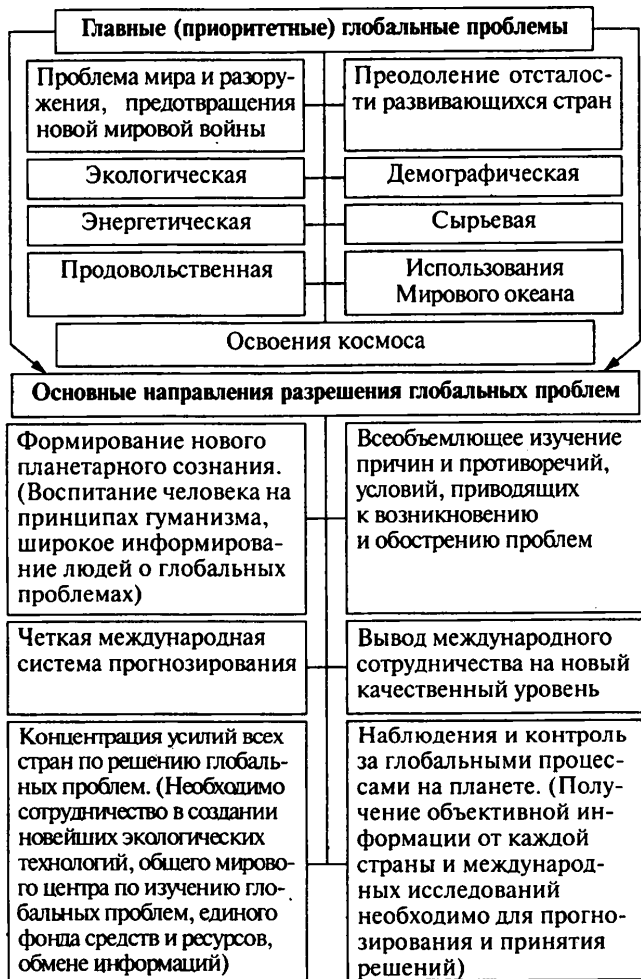 Главные (приоритетные) глобальные проблемы
Проблема мира и разору-
жения, предотвращения
новой мировой войны
Преодоление отсталос-
ти развивающихся стран
Экологическая
Демографическая
Энергетическая
Сырьевая
Продовольственная
Использования
Мирового океана
Освоения космоса
Основные направления разрешения глобальных проблем
Формирование нового
планетарного сознания.
(Воспитание человека на
принципах гуманизма,
широкое информирова-
ние людей о глобальных
проблемах)
Всеобъемлющее изучение
причин и противоречий,
условий, приводящих
к возникновению
и обострению проблем
Четкая международная
система прогнозирования
Вывод международного
сотрудничества на новый
качественный уровень
Концентрация усилий всех
стран по решению глобаль-
ных проблем. (Необходимо
сотрудничество в создании
новейших экологических
технологий, общего мирово-
го центра по изучению гло-
бальных проблем, единого
фонда средств и ресурсов,
обмене информаций)
Наблюдения и контроль
за глобальными процес-
сами на планете. (Полу-
чение объективной ин-
формации от каждой
страны и международ-
ных исследований
необходимо для прогно-
зирования и принятия
решений)